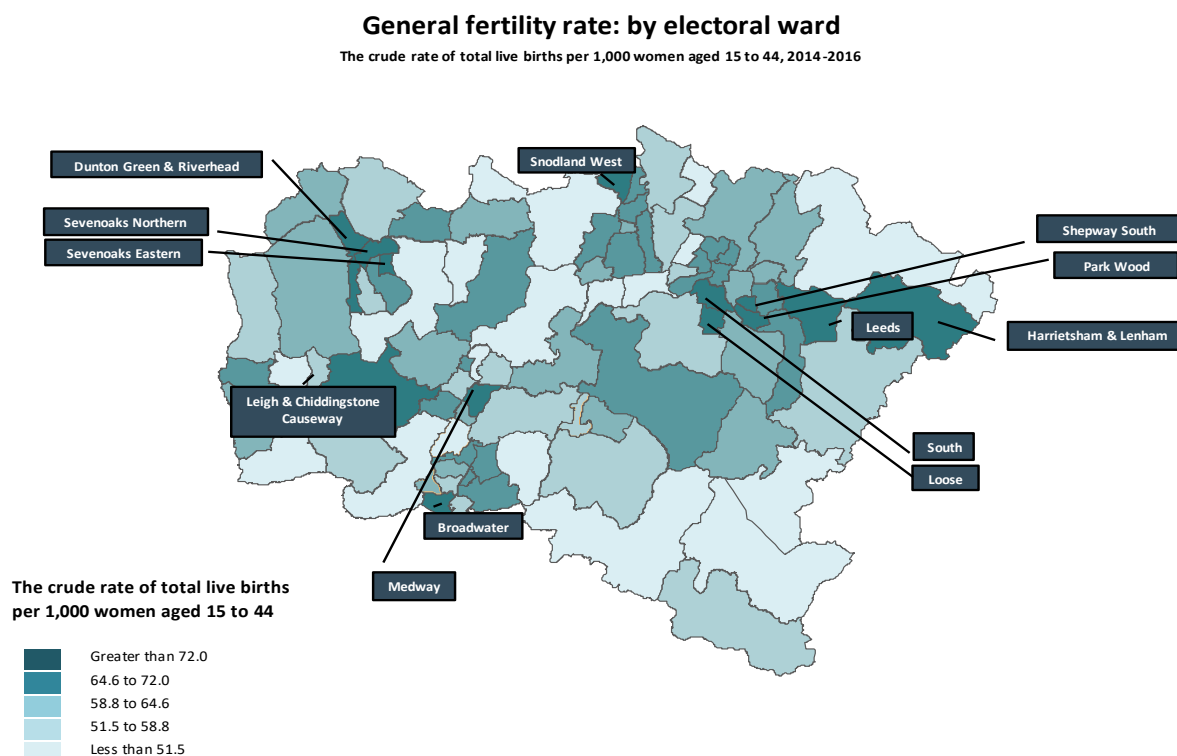 General fertility rate: by electoral ward
The crude rate of total live births per 1,000 women aged 15 to 44, 2014-2016
Dunton Green & Riverhead
Snodland West
Sevenoaks Northern
Sevenoaks Eastern
Shepway South
Park Wood
Leeds
Harrietsham & Lenham
Leigh & Chiddingstone
Causeway
South
Loose
Broadwater
Medway
The crude rate of total live births
per 1,000 women aged 15 to 44
Greater than 72.0
64.6 to 72.0
58.8 to 64.6
51.5 to 58.8
Less than 51.5